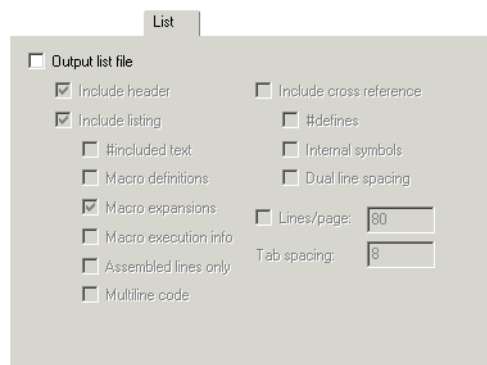 List
Output list file
Include header
Include listing
#included text
Macro definitions
Macro expansions
Macro execution info
Assembled lines only
Multiline code
Include cross reference
#defines
Internal symbols
Dual line spacing
Lines/page: 80
Tab spacing: 8